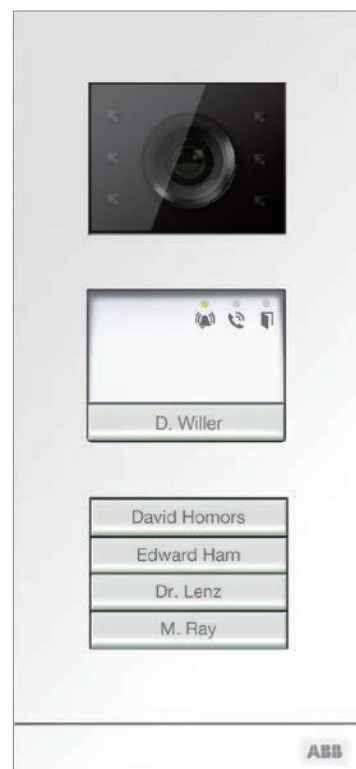 D. Willer
David Homors
Edward Ham
Dr. Lenz
M. Ray
ABB